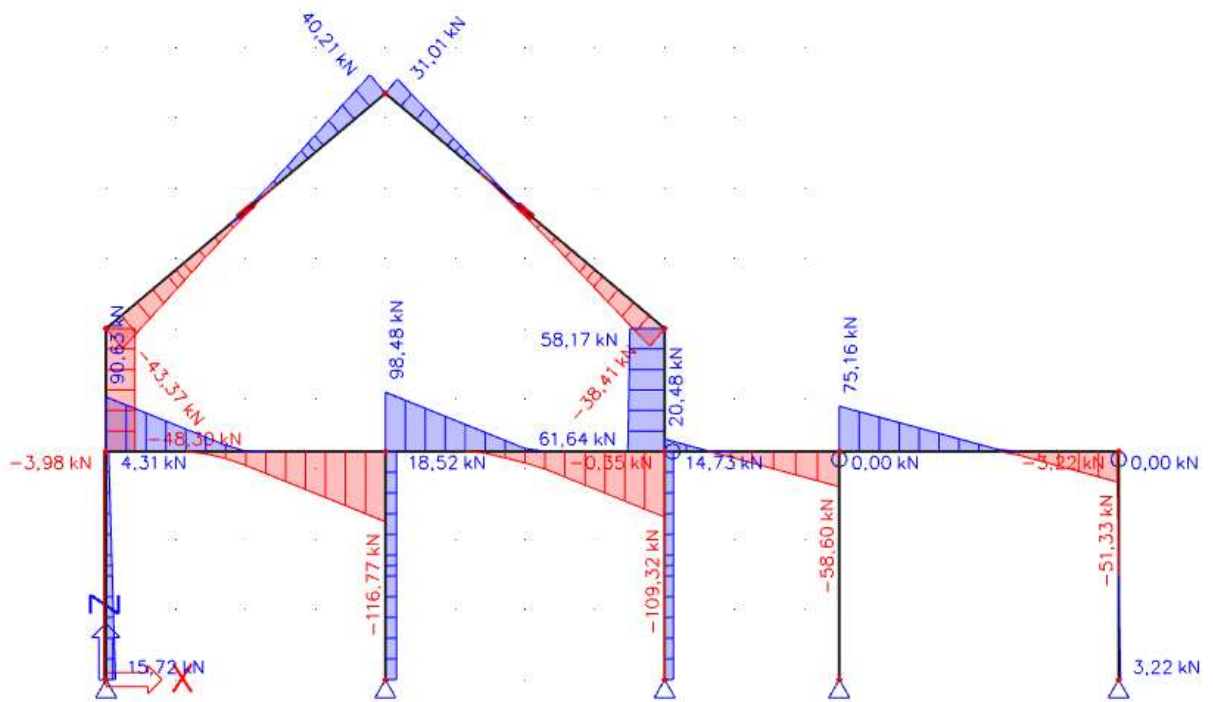 40,21 kN
31,01 kN
90,63 kN
-43,37 kN
-48,30 kN
98,48 kN
58,17 kN
-38,41 kN
20,48 kN
75,16 kN
61,64 kN
-3,98 kN
4,31 kN
18,52 kN
-0,35 kN
14,73 kN
0,00 kN
-3,22 kN
0,00 kN
-116,77 kN
-109,32 kN
-58,60 kN
-51,33 kN
Z
15,72 kN
X
3,22 kN